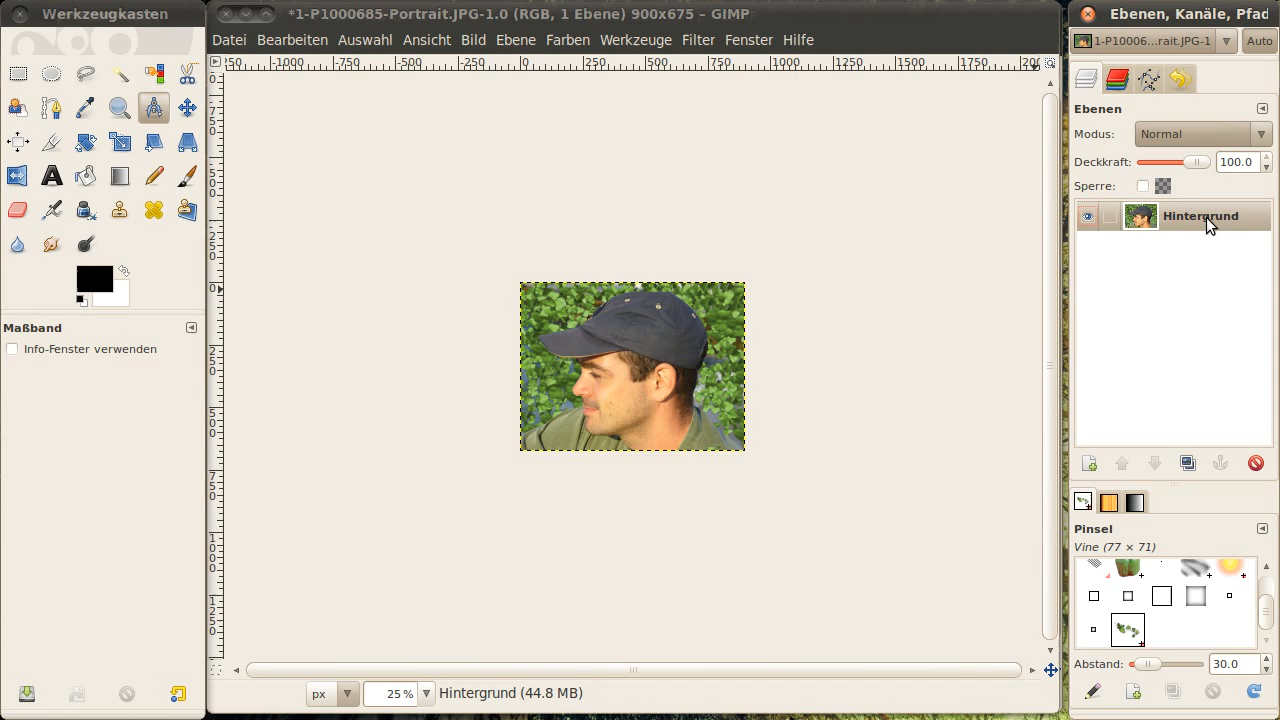 Werkzeugkasten
*1-P1000685-Portrait.JPG-1.0 (RGB, 1 Ebene) 900x675 – GIMP
Ebenen, Kanäle, Pfad
Datei Bearbeiten Auswahl Ansicht Bild Ebene Farben Werkzeuge Filter Fenster Hilfe
1-P10006...rait.JPG-1
Auto
-1000 -750 -500 -250 0 250 500 750 1000 1250 1500 1750
Ebenen
Modus: Normal
Deckkraft: 100.0
Sperre:
Hintergrund
Maßband
Info-Fenster verwenden
Pinsel
Vine (77 × 71)
Abstand: 30.0
px 25 % Hintergrund (44.8 MB)